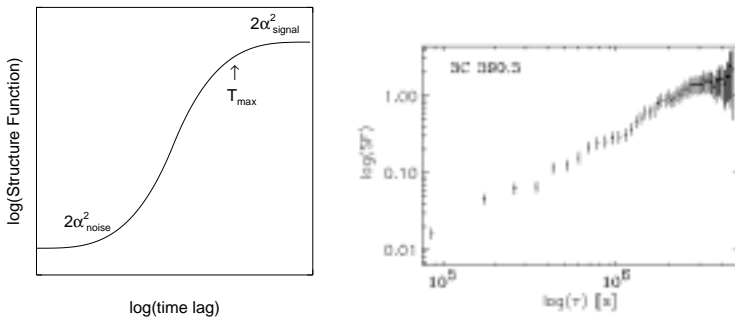 2α²signal
↑
Tmax
2α²noise
log(Structure Function)
log(time lag)
3C 390.3
1.00
0.10
0.01
log(SF)
10⁵
10⁶
log(τ) [s]